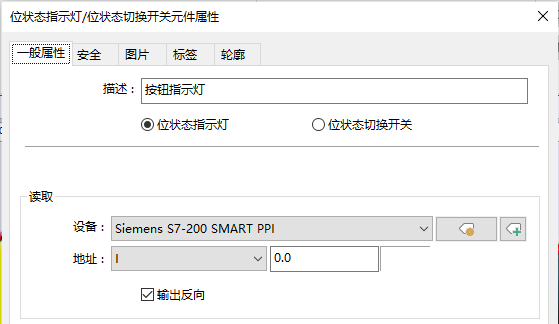 位状态指示灯/位状态切换开关元件属性
一般属性 安全 图片 标签 轮廓
描述： 按钮指示灯
位状态指示灯 位状态切换开关
读取
设备： Siemens S7-200 SMART PPI
地址： I 0.0
输出反向